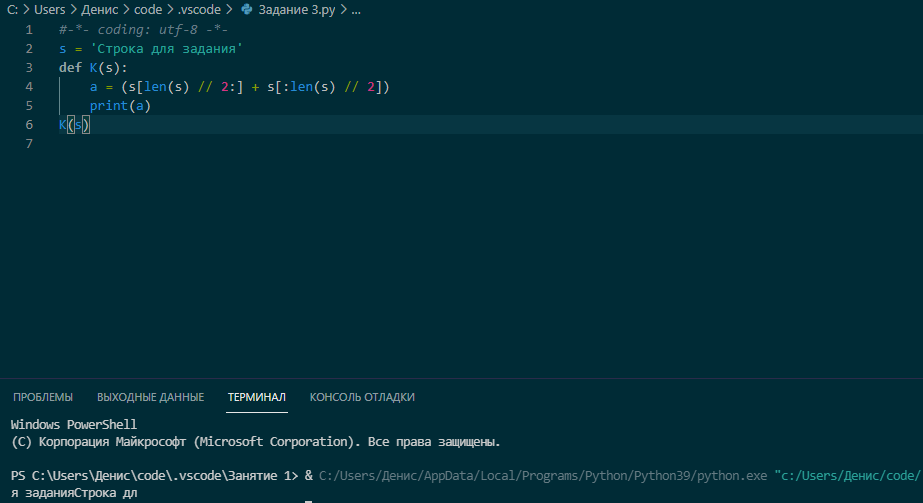 C: > Users > Денис > code > .vscode > Задание 3.py > ...
1 #-*- coding: utf-8 -*-
2 s = 'Строка для задания'
3 def K(s):
4 a = (s[len(s) // 2:] + s[:len(s) // 2])
5 print(a)
6 K(s)
7
ПРОБЛЕМЫ ВЫХОДНЫЕ ДАННЫЕ ТЕРМИНАЛ КОНСОЛЬ ОТЛАДКИ
Windows PowerShell
(C) Корпорация Майкрософт (Microsoft Corporation). Все права защищены.
PS C:\Users\Денис\code\.vscode\Занятие 1> & C:/Users/Денис/AppData/Local/Programs/Python/Python39/python.exe "c:/Users/Денис/code/
я заданияСтрока дл